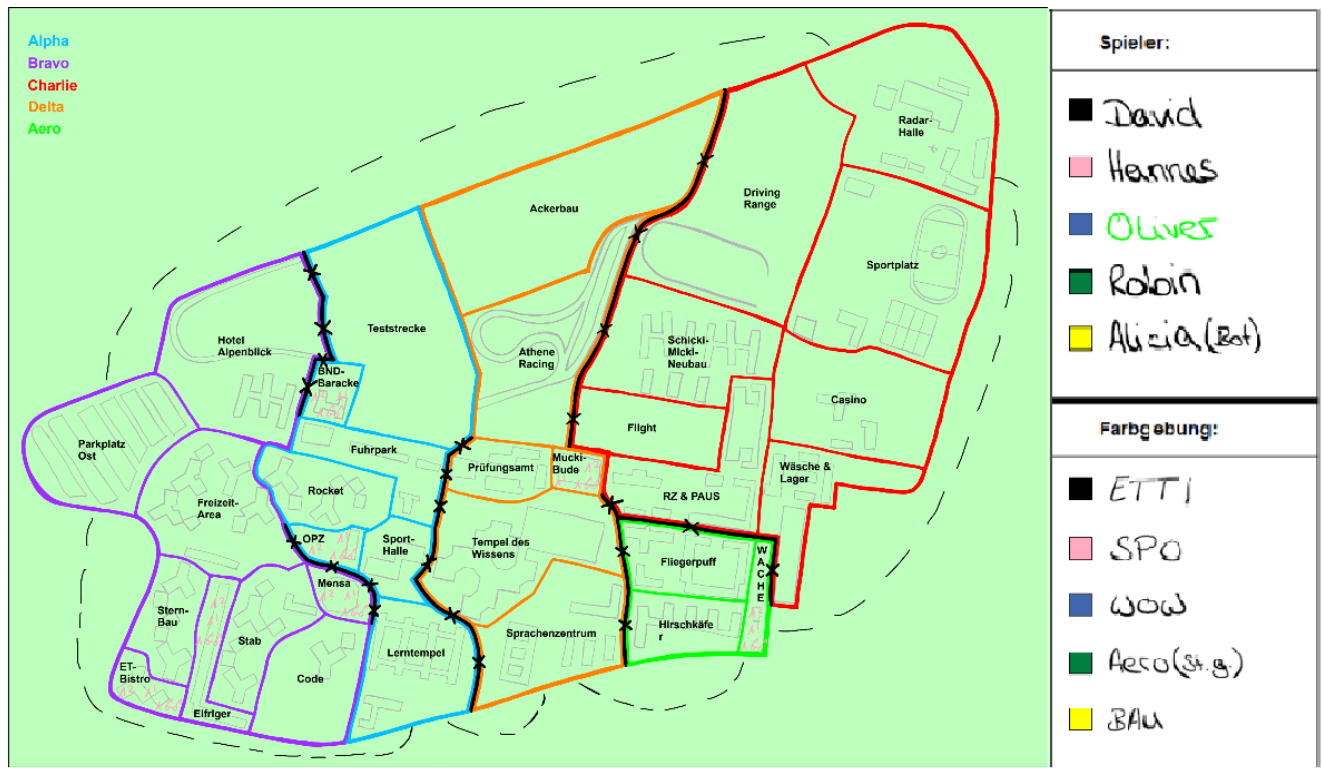 Alpha
Bravo
Charlie
Delta
Aero
Radar-
Halle
Driving
Range
Ackerbau
Sportplatz
Teststrecke
Hotel
Alpenblick
BND-
Baracke
Athene
Racing
Schicki-
Micki-
Neubau
Casino
Flight
Parkplatz
Ost
Fuhrpark
Prüfungsamt
Mucki-
Bude
Wäsche &
Lager
Rocket
RZ & PAUS
Freizeit-
Area
OPZ
Sport-
Halle
Tempel des
Wissens
Fliegerpuff
WACHE
Mensa
Stern-
Bau
Stab
Lerntempel
Sprachenzentrum
Hirschkäfe
r
ET-
Bistro
Code
Elfriger
Spieler:
David
Hannes
Oliver
Robin
Alicia (Bot)
Farbgebung:
ETTI
SPO
WOW
Aero (St.g.)
BAU